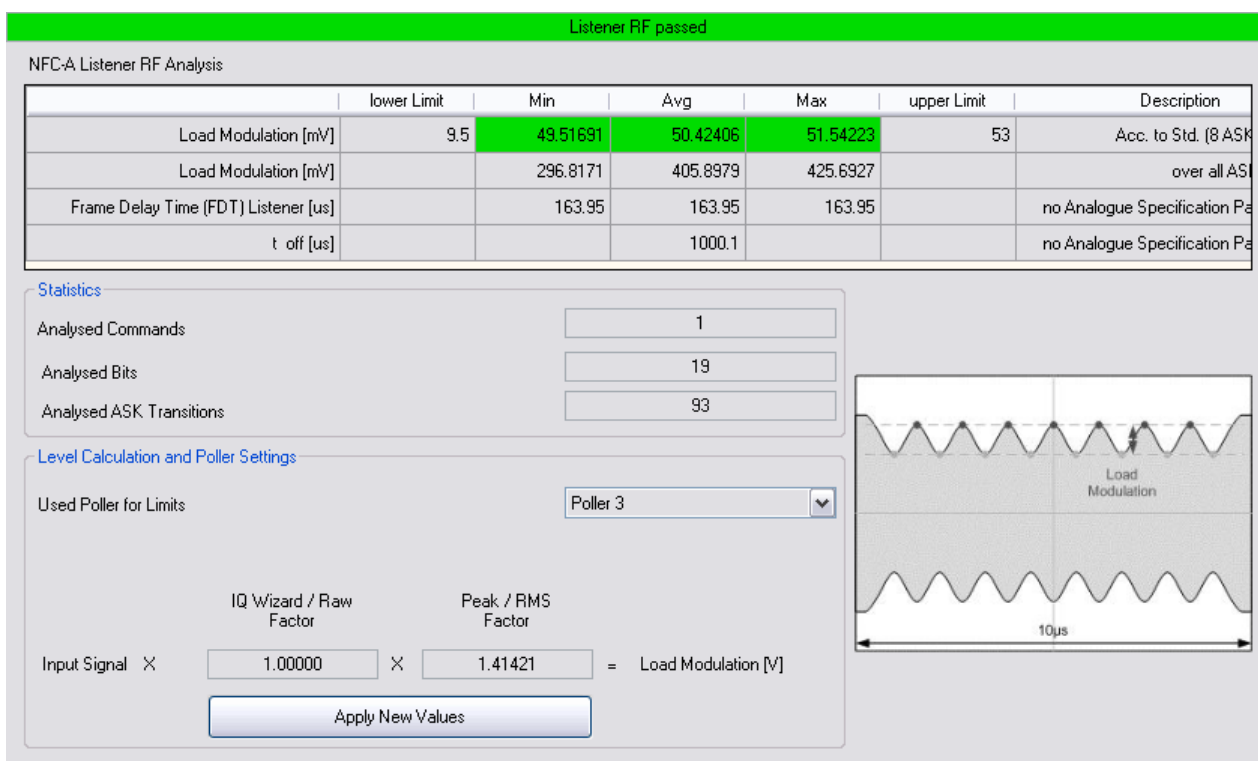 Listener RF passed
NFC-A Listener RF Analysis
lower Limit Min Avg Max upper Limit Description
Load Modulation [mV] 9.5 49.51691 50.42406 51.54223 53 Acc. to Std. (8 ASK
Load Modulation [mV] 296.8171 405.8979 425.6927 over all ASK
Frame Delay Time (FDT) Listener [us] 163.95 163.95 163.95 no Analogue Specification Pa
t off [us] 1000.1 no Analogue Specification Pa
Statistics
Analysed Commands 1
Analysed Bits 19
Analysed ASK Transitions 93
Level Calculation and Poller Settings
Used Poller for Limits Poller 3
IQ Wizard / Raw Factor
Peak / RMS Factor
Input Signal X 1.00000 X 1.41421 = Load Modulation [V]
Apply New Values
Load
Modulation
10µs